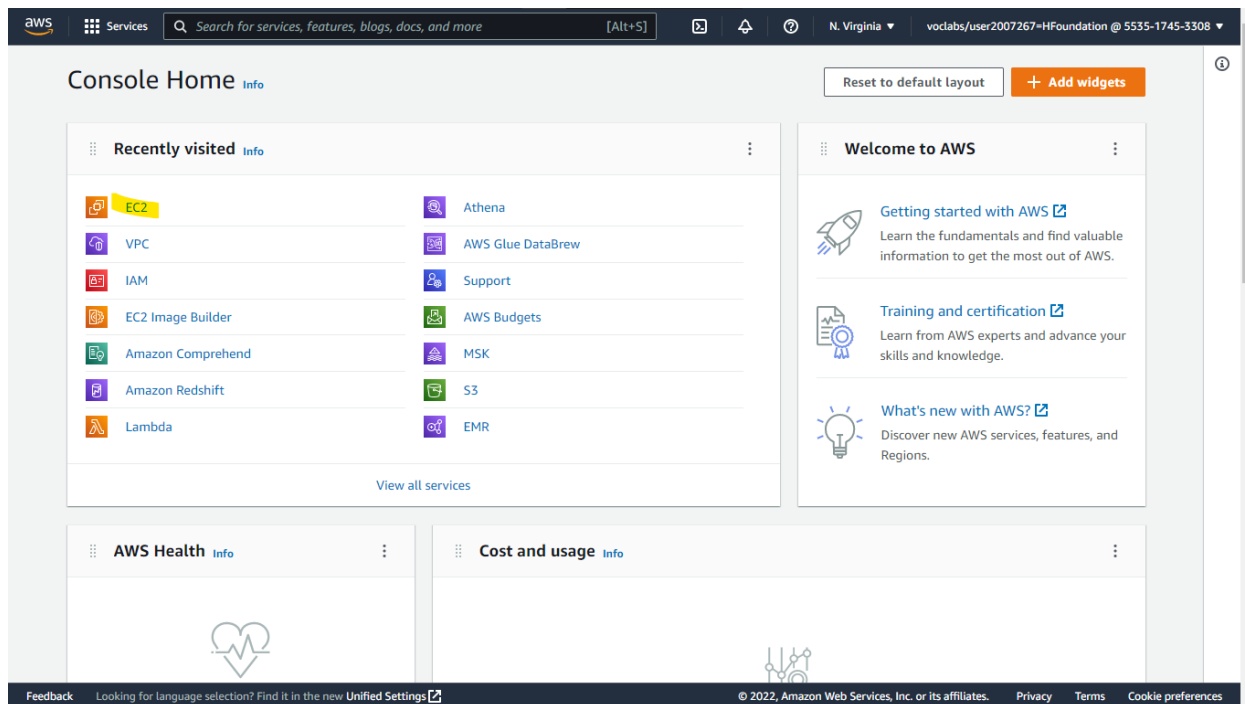 aws Services Search for services, features, blogs, docs, and more [Alt+S] N. Virginia ▼ voclabs/user2007267=HFoundation @ 5535-1745-3308 ▼
Console Home Info
Reset to default layout
+ Add widgets
Recently visited Info
EC2
VPC
IAM
EC2 Image Builder
Amazon Comprehend
Amazon Redshift
Lambda
Athena
AWS Glue DataBrew
Support
AWS Budgets
MSK
S3
EMR
View all services
Welcome to AWS
Getting started with AWS
Learn the fundamentals and find valuable
information to get the most out of AWS.
Training and certification
Learn from AWS experts and advance your
skills and knowledge.
What's new with AWS?
Discover new AWS services, features, and
Regions.
AWS Health Info
Cost and usage Info
Feedback Looking for language selection? Find it in the new Unified Settings © 2022, Amazon Web Services, Inc. or its affiliates. Privacy Terms Cookie preferences